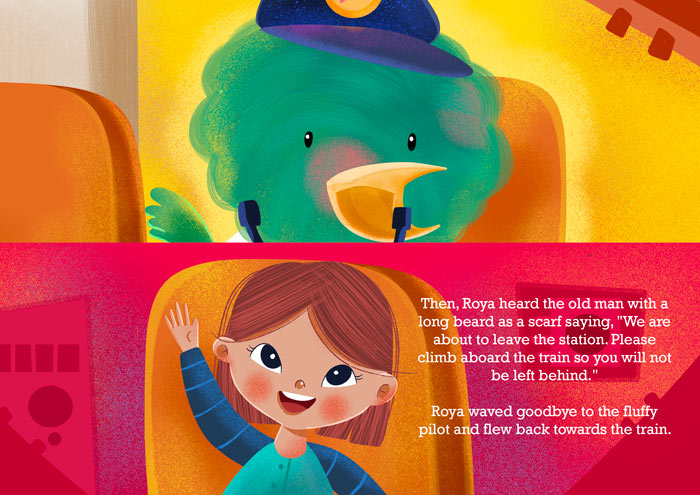 Then, Roya heard the old man with a
long beard as a scarf saying, "We are
about to leave the station. Please
climb aboard the train so you will not
be left behind."
Roya waved goodbye to the fluffy
pilot and flew back towards the train.